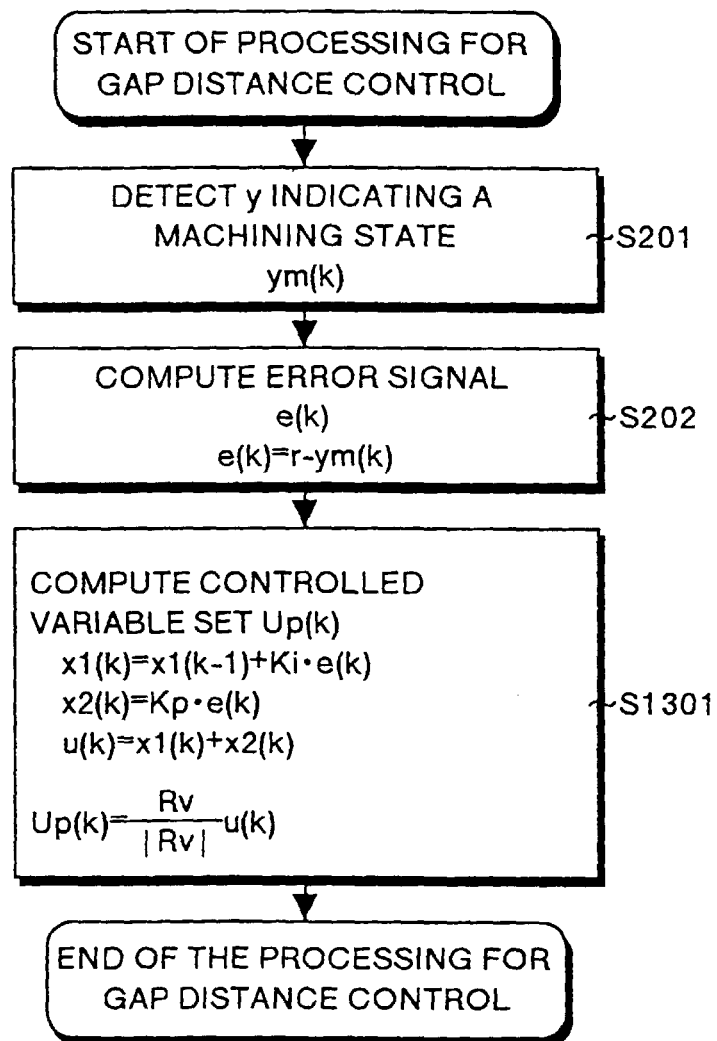 START OF PROCESSING FOR
GAP DISTANCE CONTROL
DETECT y INDICATING A
MACHINING STATE
ym(k)
S201
COMPUTE ERROR SIGNAL
e(k)
e(k)=r-ym(k)
S202
COMPUTE CONTROLLED
VARIABLE SET Up(k)
x1(k)=x1(k-1)+Ki·e(k)
x2(k)=Kp·e(k)
u(k)=x1(k)+x2(k)
S1301
Up(k)=Rv/|Rv| u(k)
END OF THE PROCESSING FOR
GAP DISTANCE CONTROL